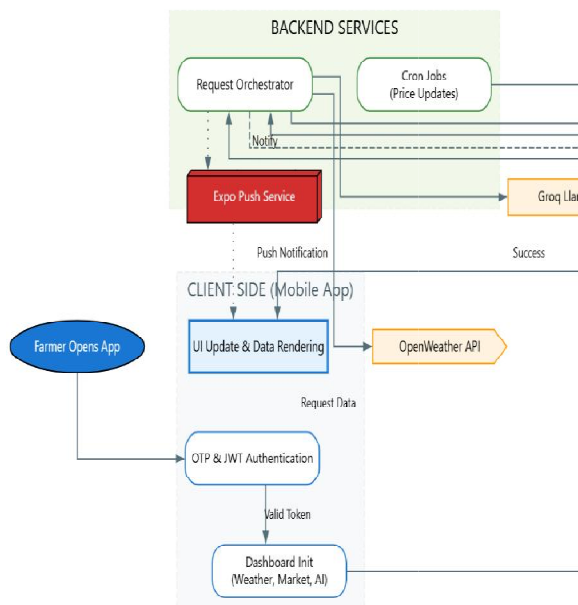 BACKEND SERVICES
Request Orchestrator
Cron Jobs
(Price Updates)
Notify
Expo Push Service
Groq Llar
Push Notification
Success
CLIENT SIDE (Mobile App)
Farmer Opens App
UI Update & Data Rendering
OpenWeather API
Request Data
OTP & JWT Authentication
Valid Token
Dashboard Init
(Weather, Market, AI)